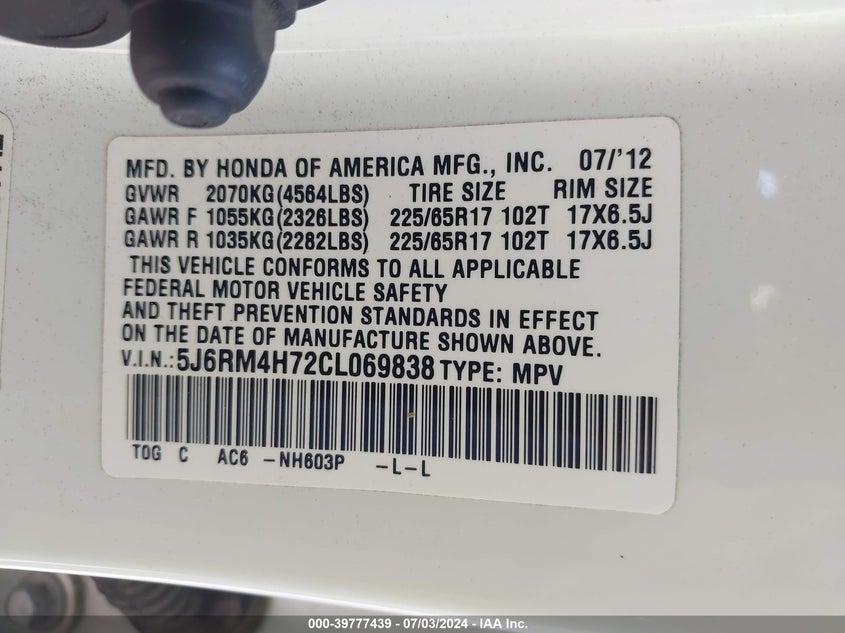 MFD. BY HONDA OF AMERICA MFG., INC. 07/'12
GVWR 2070KG(4564LBS) TIRE SIZE RIM SIZE
GAWR F 1055KG(2326LBS) 225/65R17 102T 17X6.5J
GAWR R 1035KG(2282LBS) 225/65R17 102T 17X6.5J
THIS VEHICLE CONFORMS TO ALL APPLICABLE
FEDERAL MOTOR VEHICLE SAFETY
AND THEFT PREVENTION STANDARDS IN EFFECT
ON THE DATE OF MANUFACTURE SHOWN ABOVE.
V.I.N.: 5J6RM4H72CL069838 TYPE: MPV
T0G C AC6 -NH603P -L-L
000-39777439 - 07/03/2024 - IAA Inc.